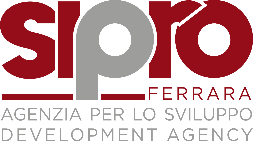 sipro
FERRARA
AGENZIA PER LO SVILUPPO
DEVELOPMENT AGENCY